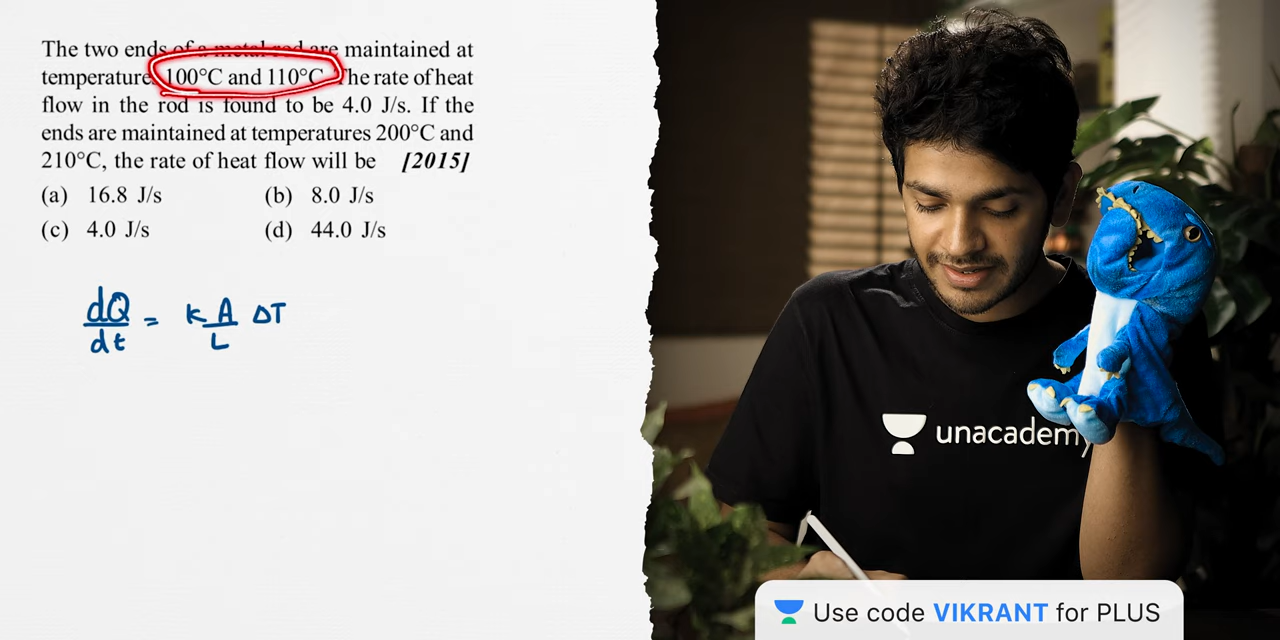 The two ends of a metal rod are maintained at
temperature 100°C and 110°C. The rate of heat
flow in the rod is found to be 4.0 J/s. If the
ends are maintained at temperatures 200°C and
210°C, the rate of heat flow will be [2015]
(a) 16.8 J/s (b) 8.0 J/s
(c) 4.0 J/s (d) 44.0 J/s
dQ/dt = K A/L ΔT
unacademy
Use code VIKRANT for PLUS